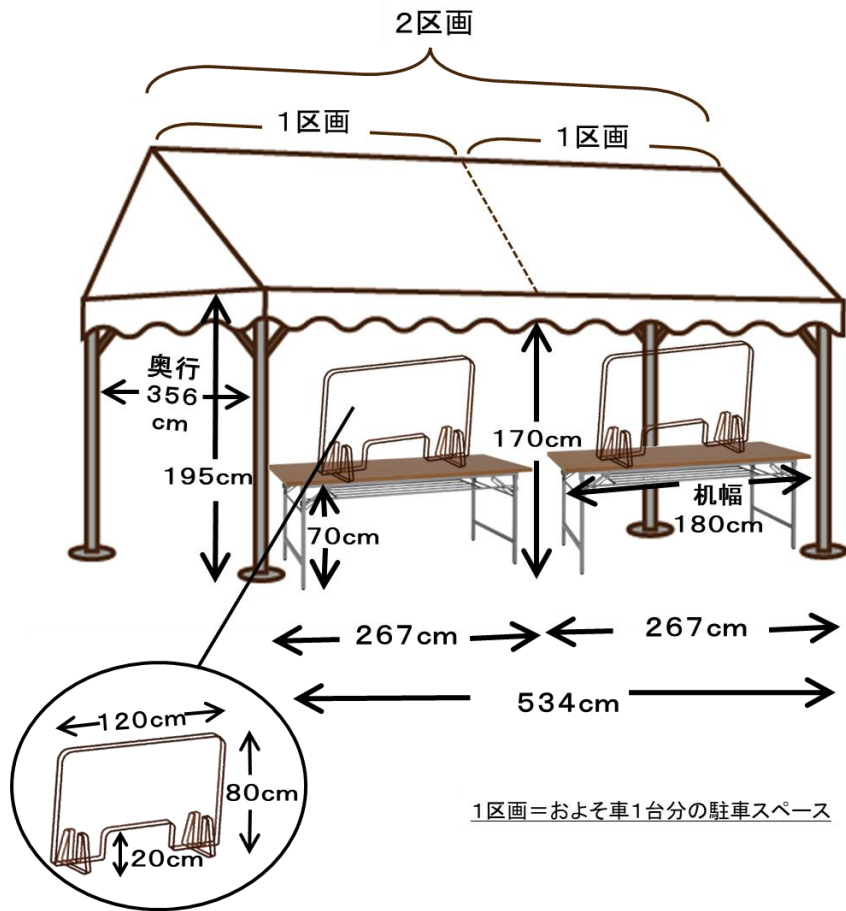 2区画
1区画
1区画
奥行
356
cm
195cm
170cm
70cm
机幅
180cm
267cm
267cm
534cm
120cm
80cm
20cm
1区画=およそ車1台分の駐車スペース